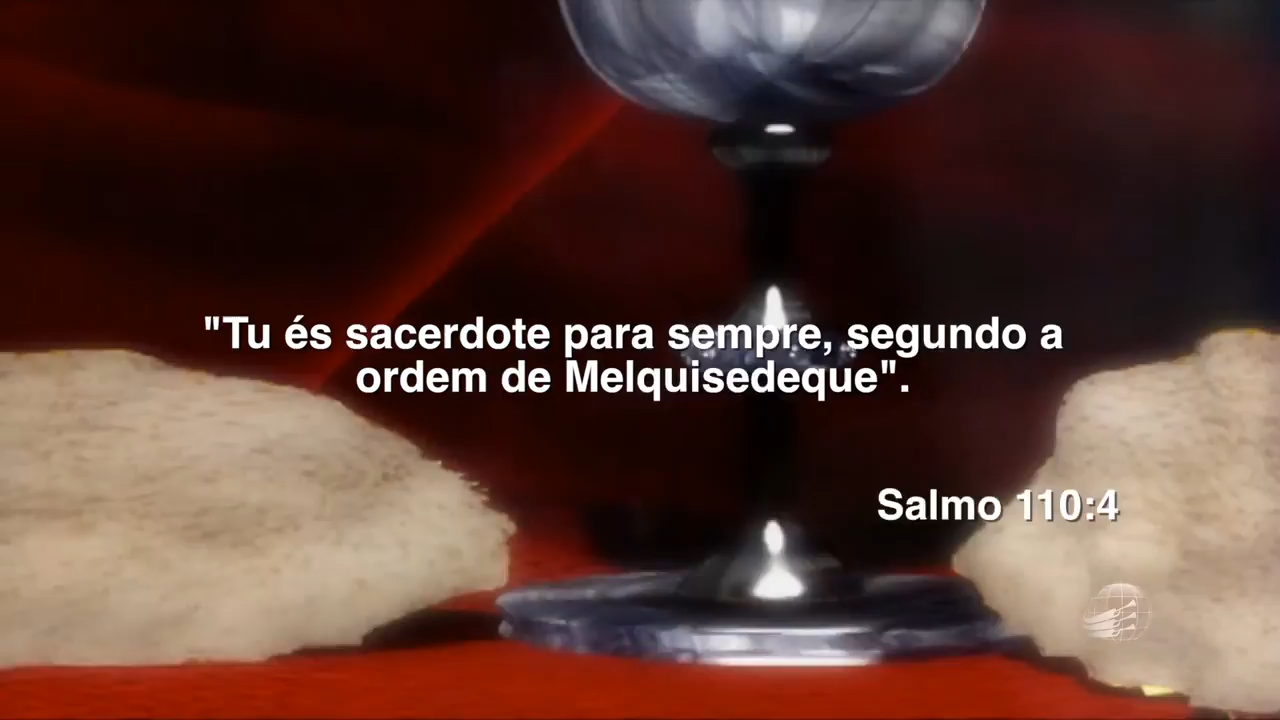 "Tu és sacerdote para sempre, segundo a
ordem de Melquisedeque".
Salmo 110:4